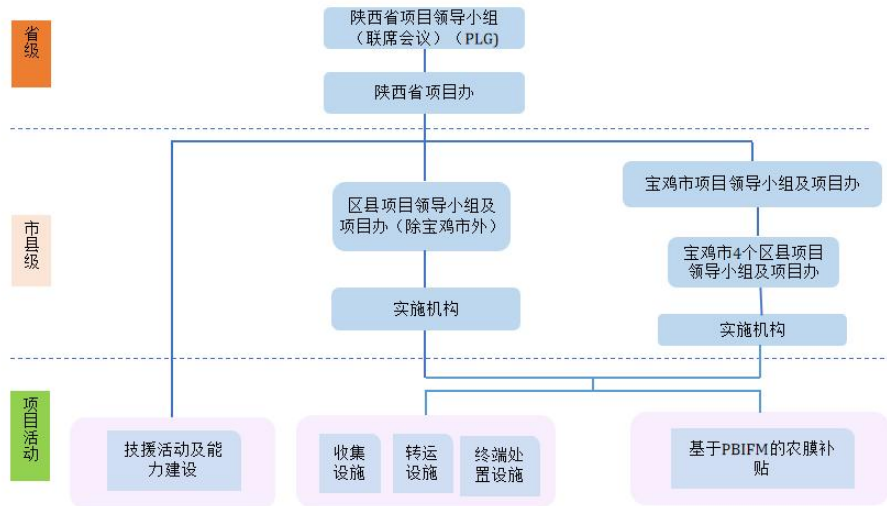 省级
陕西省项目领导小组
（联席会议）（PLG)
陕西省项目办
市县级
区县项目领导小组及
项目办（除宝鸡市外）
实施机构
宝鸡市项目领导小组及项目办
宝鸡市4个区县项目
领导小组及项目办
实施机构
项目活动
技援活动及能
力建设
收集
设施
转运
设施
终端处
置设施
基于PBIFM的农膜补
贴